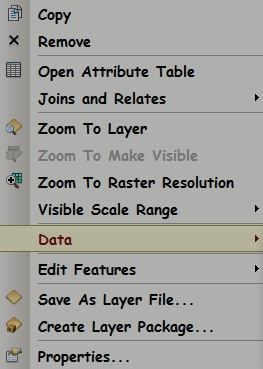 Copy
Remove
Open Attribute Table
Joins and Relates
Zoom To Layer
Zoom To Make Visible
Zoom To Raster Resolution
Visible Scale Range
Data
Edit Features
Save As Layer File...
Create Layer Package...
Properties...